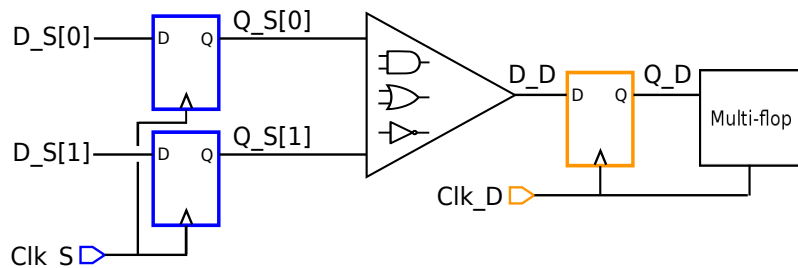 D_S[0]
D
Q
Q_S[0]
D_S[1]
D
Q
Q_S[1]
Clk_S
D_D
D
Q
Q_D
Multi-flop
Clk_D